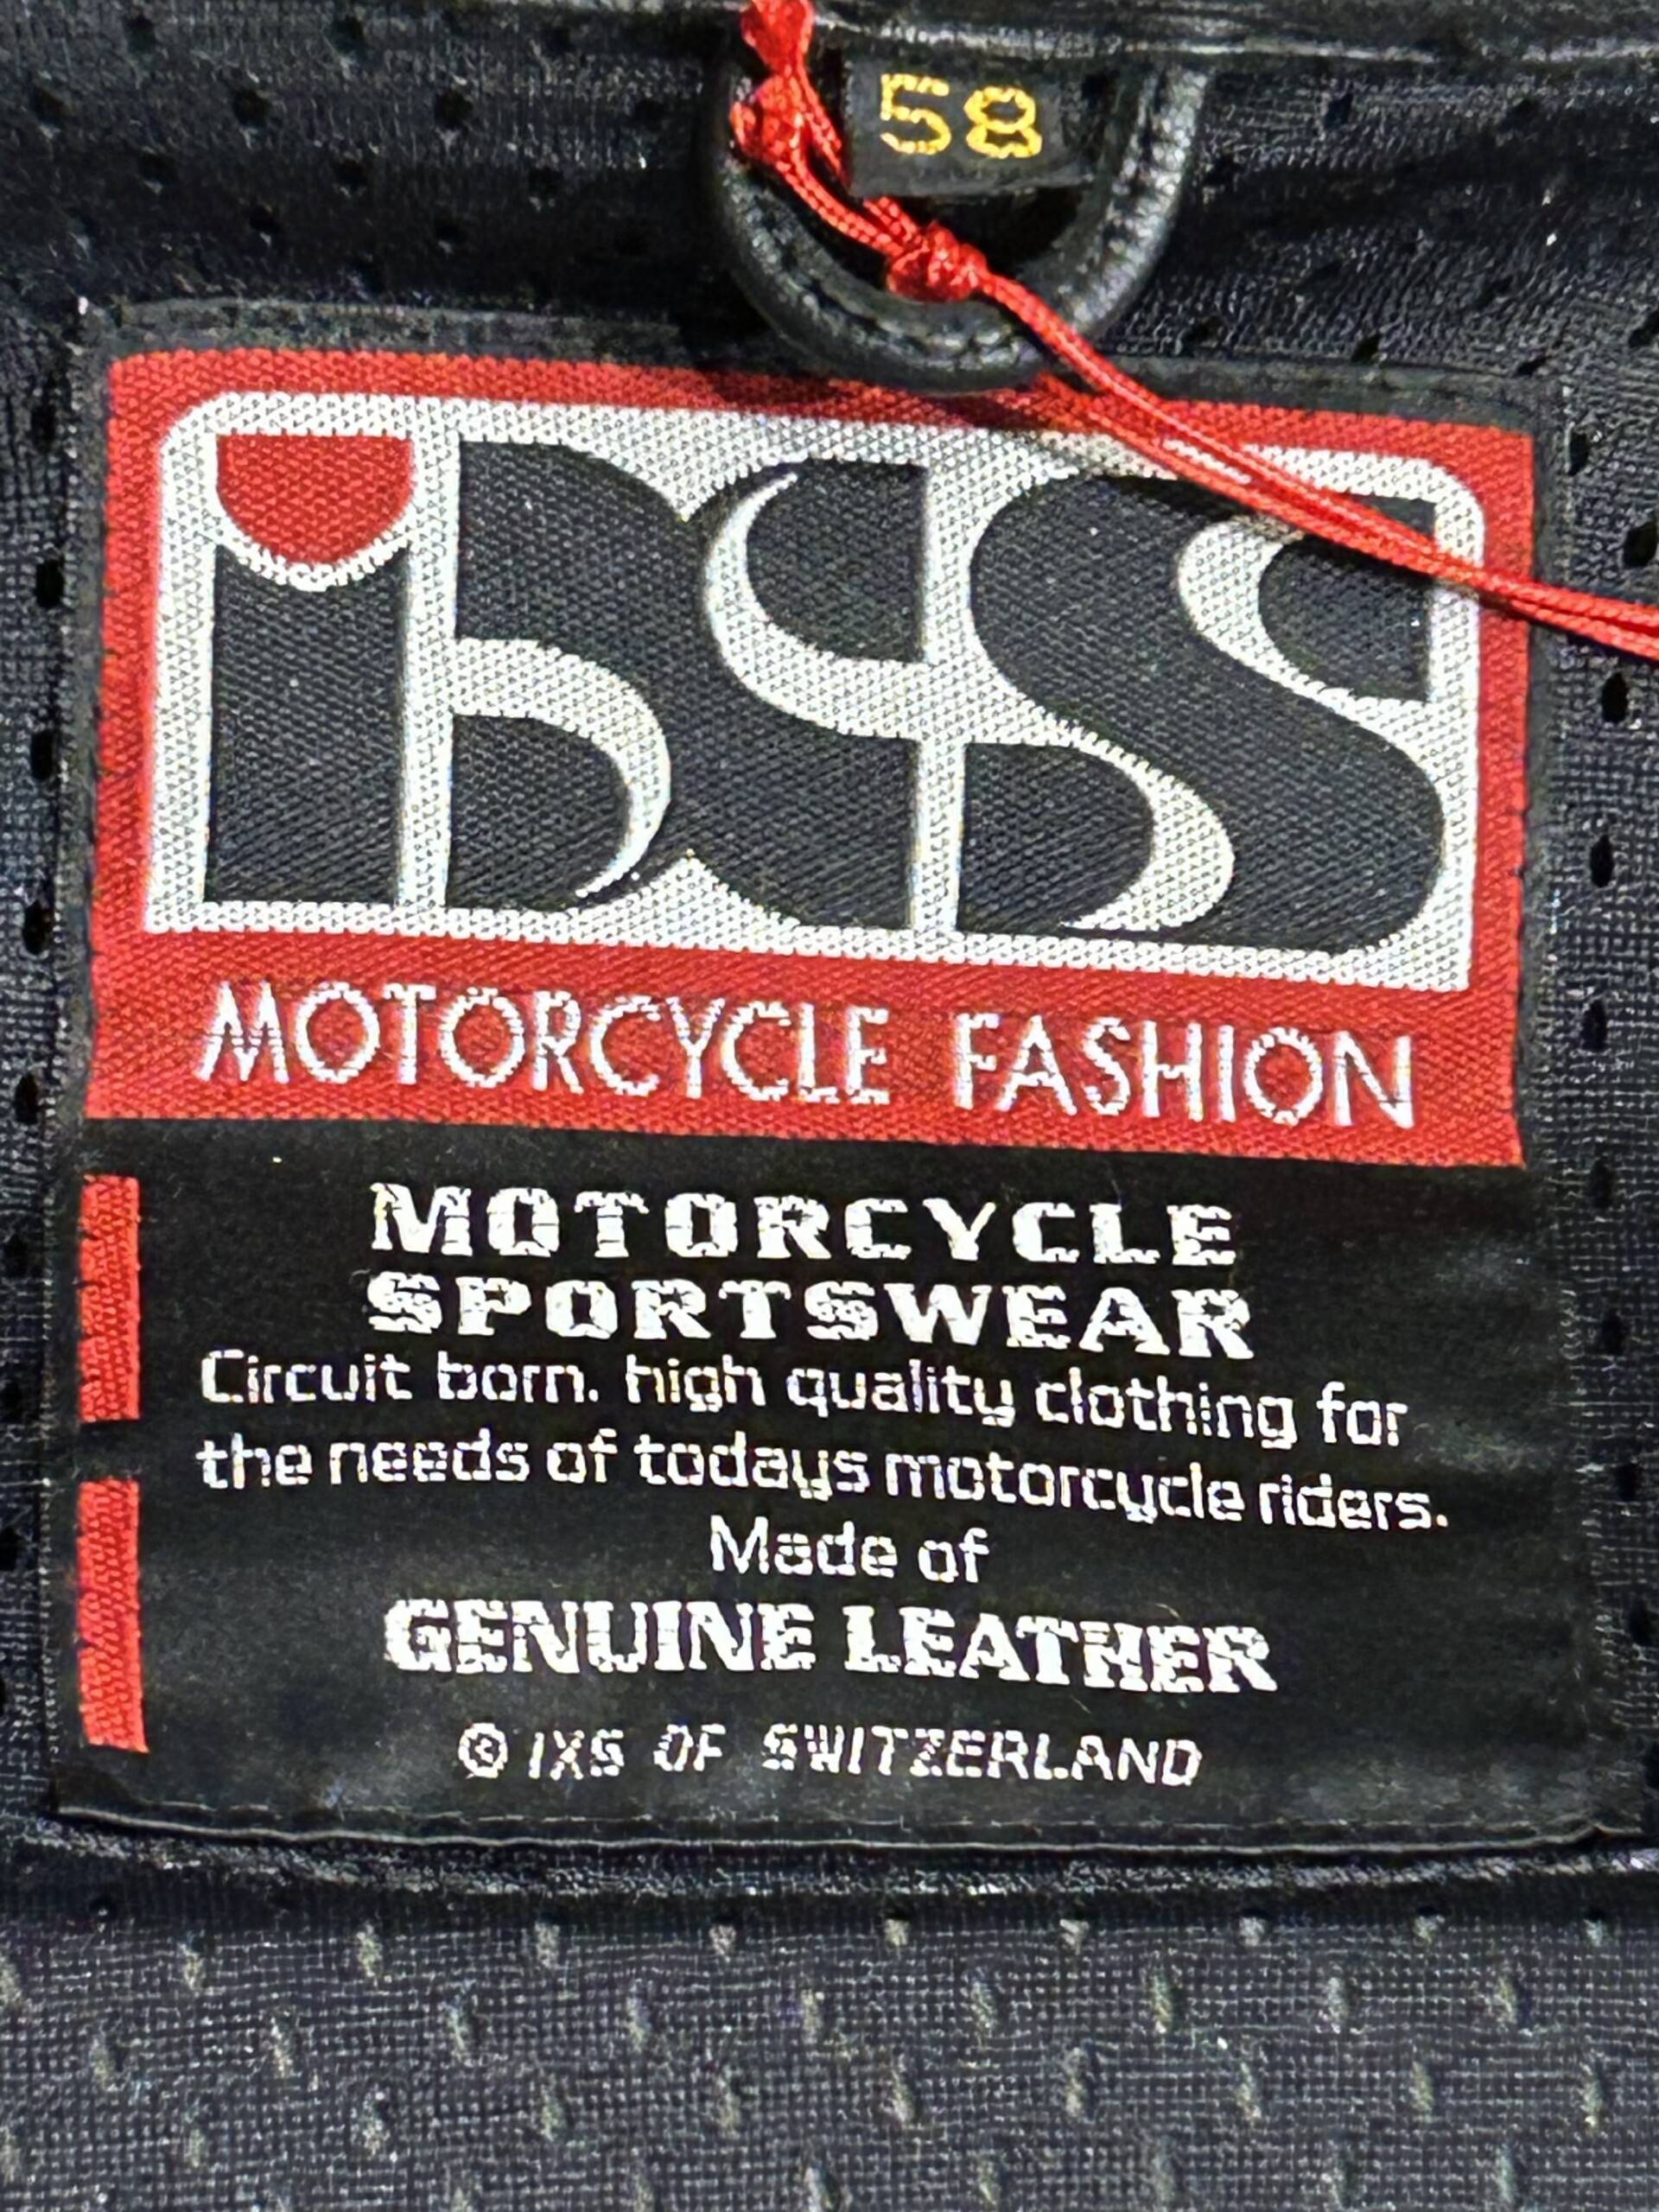 58
iXS
MOTORCYCLE FASHION
MOTORCYCLE
SPORTSWEAR
Circuit born. high quality clothing for
the needs of todays motorcycle riders.
Made of
GENUINE LEATHER
© IXS OF SWITZERLAND